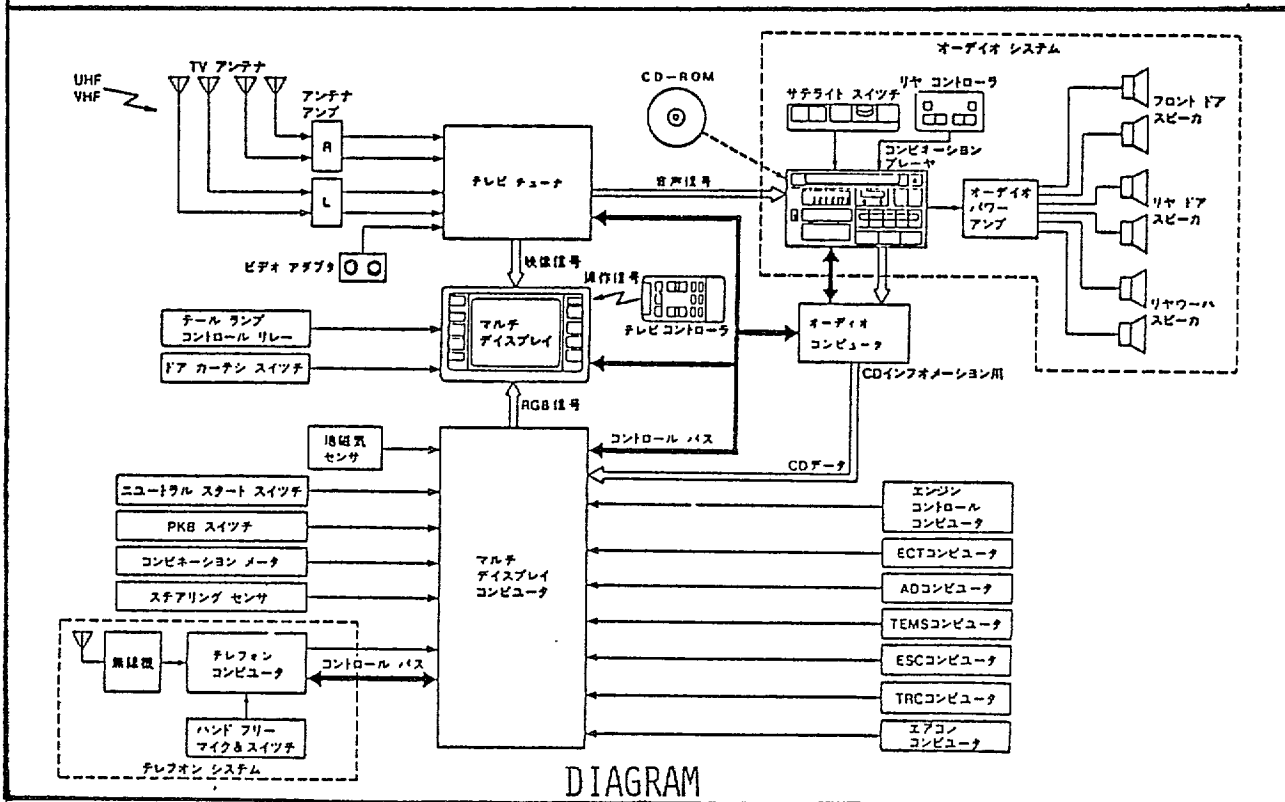 UHF
VHF
TV アンテナ
アンテナ
アンプ
R
L
テレビ チューナ
ビデオ アダプタ
映像信号
音声信号
CD-ROM
オーデイオ システム
サテライト スイツチ
リヤ コントローラ
コンビネーション
プレーヤ
オーデイオ
パワー
アンプ
フロント ドア
スピーカ
リヤ ドア
スピーカ
リヤウーハ
スピーカ
操作信号
テレビコントローラ
マルチ
デイスプレイ
テール ランプ
コントロール リレー
ドア カーテシ スイツチ
オーデイオ
コンピュータ
CDインフオメーション用
RGB信号
コントロール バス
CDデータ
地磁気
センサ
ニユートラル スタート スイツチ
PKB スイツチ
コンビネーション メータ
ステアリング センサ
マルチ
デイスプレイ
コンピュータ
エンジン
コントロール
コンピュータ
ECTコンピュータ
ADコンピュータ
TEMSコンピュータ
ESCコンピュータ
TRCコンピュータ
エアコン
コンピュータ
無線機
テレフォン
コンピュータ
コントロール バス
ハンド フリー
マイク&スイツチ
テレフオン システム
DIAGRAM